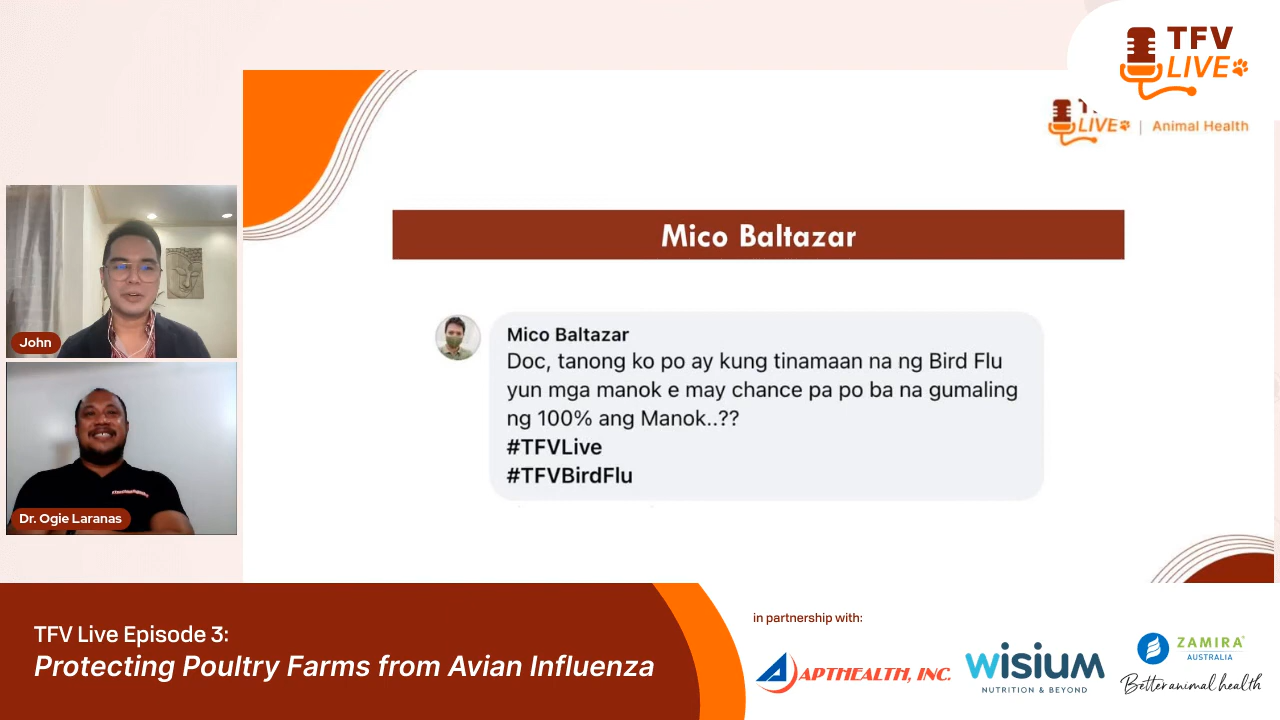 TFV
LIVE
LIVE | Animal Health
Mico Baltazar
Mico Baltazar
Doc, tanong ko po ay kung tinamaan na ng Bird Flu
yun mga manok e may chance pa po ba na gumaling
ng 100% ang Manok..??
#TFVLive
#TFVBirdFlu
John
Dr. Ogie Laranas
TFV Live Episode 3:
Protecting Poultry Farms from Avian Influenza
in partnership with:
APTHEALTH, INC.
WISIUM
NUTRITION & BEYOND
ZAMIRA
AUSTRALIA
Better animal health